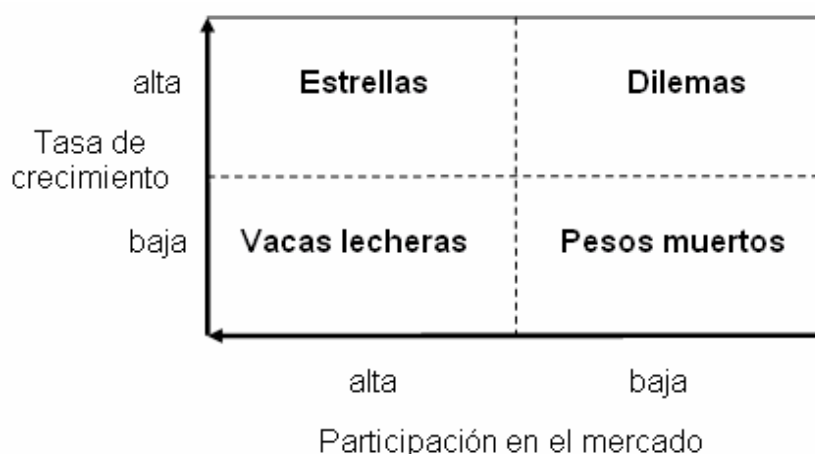 alta
Estrellas
Dilemas
Tasa de
crecimiento
baja
Vacas lecheras
Pesos muertos
alta
baja
Participación en el mercado